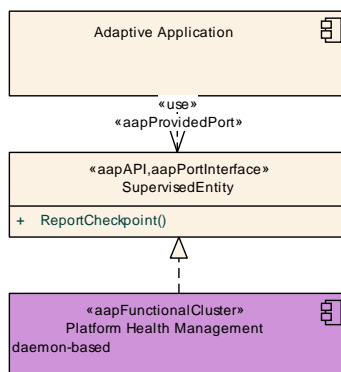 Adaptive Application
«use»
«aapProvidedPort»
«aapAPI,aapPortInterface»
SupervisedEntity
+ ReportCheckpoint()
«aapFunctionalCluster»
Platform Health Management
daemon-based